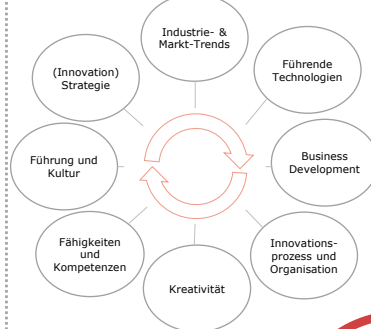 Industrie- &
Markt-Trends
Führende
Technologien
Business
Development
Innovations-
prozess und
Organisation
Kreativität
Fähigkeiten
und
Kompetenzen
Führung und
Kultur
(Innovation)
Strategie